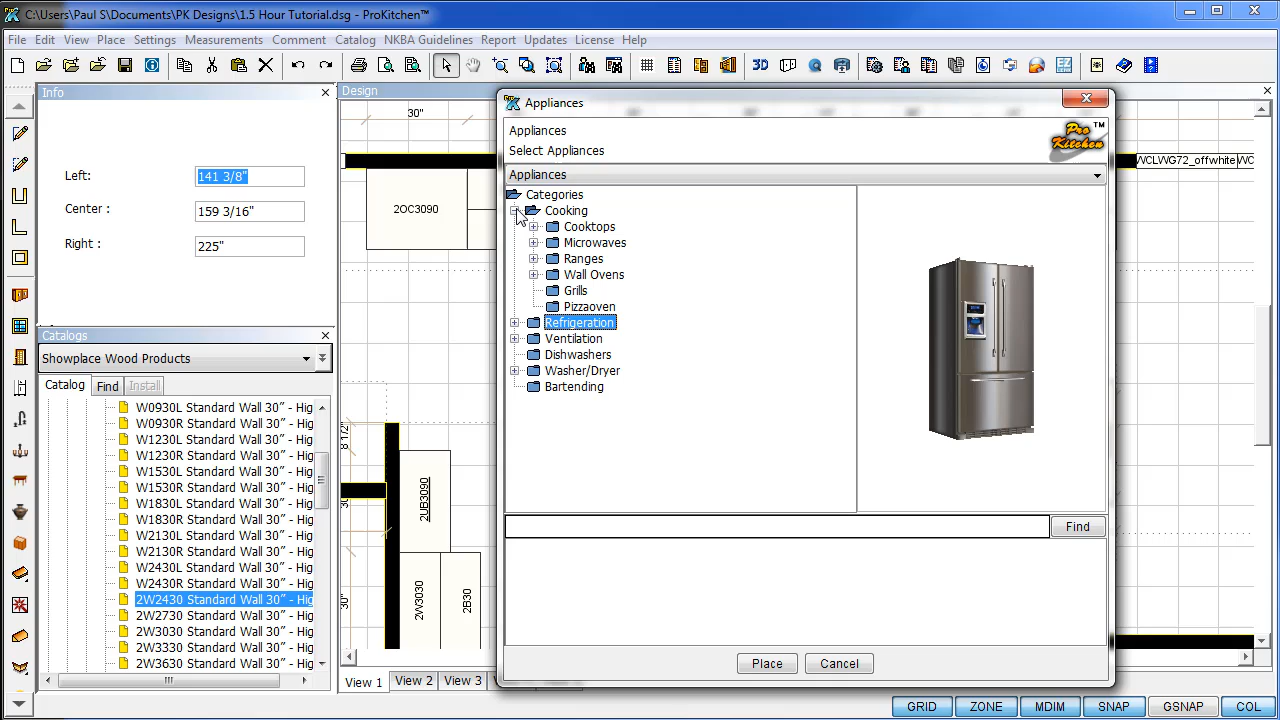 C:\Users\Paul S\Documents\PK Designs\1.5 Hour Tutorial.dsg - ProKitchen™
File Edit View Place Settings Measurements Comment Catalog NKBA Guidelines Report Updates License Help
3D
EZ
Info
Left: 141 3/8"
Center : 159 3/16"
Right : 225"
Catalogs
Showplace Wood Products
Catalog Find Install
W0930L Standard Wall 30” - Hig
W0930R Standard Wall 30” - Hig
W1230L Standard Wall 30” - Hig
W1230R Standard Wall 30” - Hig
W1530L Standard Wall 30” - Hig
W1530R Standard Wall 30” - Hig
W1830L Standard Wall 30” - Hig
W1830R Standard Wall 30” - Hig
W2130L Standard Wall 30” - Hig
W2130R Standard Wall 30” - Hig
W2430L Standard Wall 30” - Hig
W2430R Standard Wall 30” - Hig
2W2430 Standard Wall 30” - Hig
2W2730 Standard Wall 30” - Hig
2W3030 Standard Wall 30” - Hig
2W3330 Standard Wall 30” - Hig
2W3630 Standard Wall 30” - Hig
Design
30"
2OC3090
WCLWG72_offwhite
8 1/2"
2UB3090
30"
2W3030
2B30
View 1 View 2 View 3
Appliances
Appliances
Select Appliances
Pro Kitchen ™
Appliances
Categories
Cooking
Cooktops
Microwaves
Ranges
Wall Ovens
Grills
Pizzaoven
Refrigeration
Ventilation
Dishwashers
Washer/Dryer
Bartending
Find
Place Cancel
GRID ZONE MDIM SNAP GSNAP COL